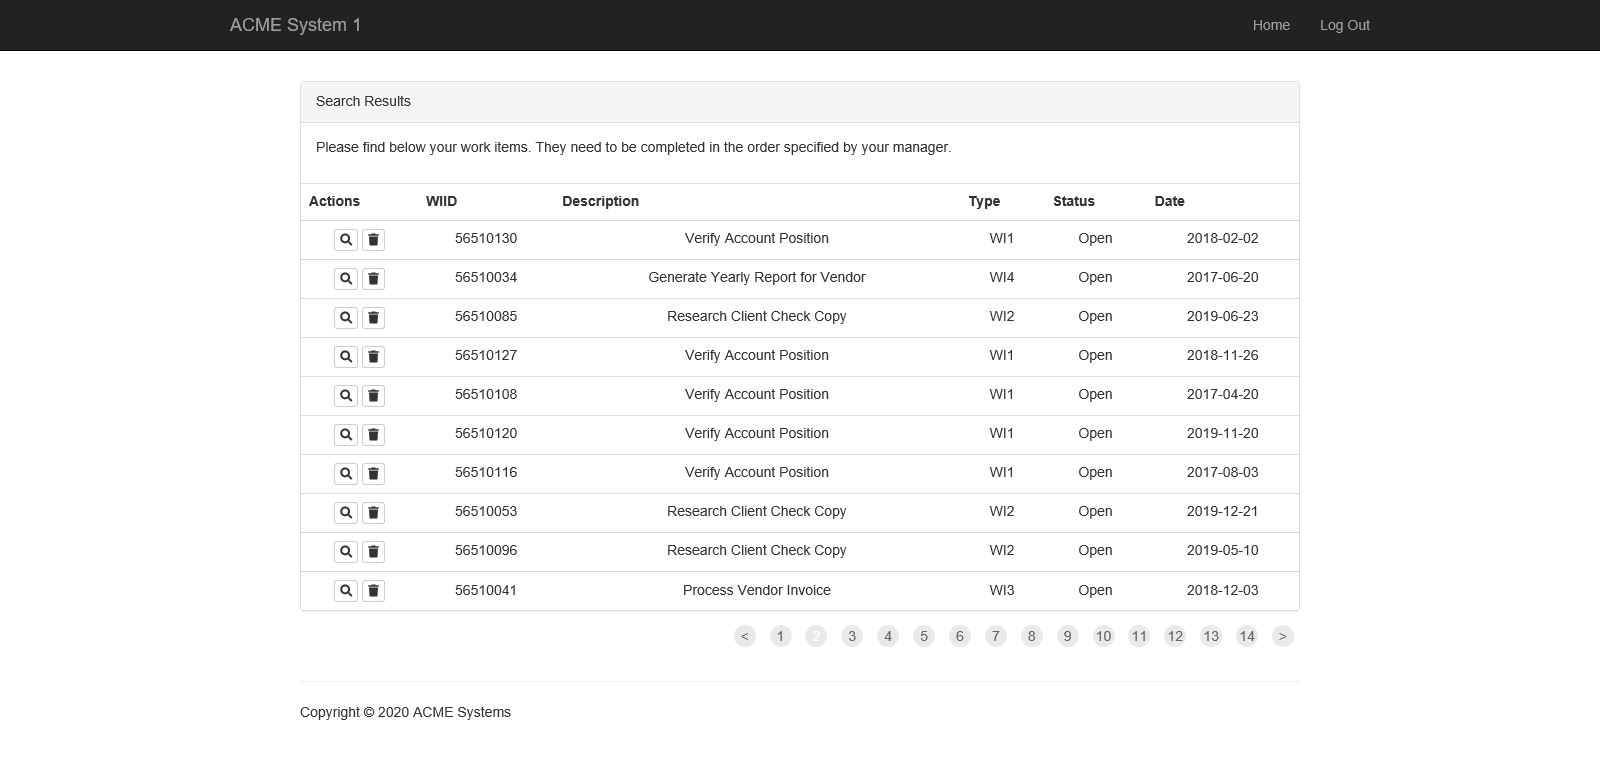 ACME System 1 Home Log Out
Search Results
Please find below your work items. They need to be completed in the order specified by your manager.
Actions WIID Description Type Status Date
56510130 Verify Account Position WI1 Open 2018-02-02
56510034 Generate Yearly Report for Vendor WI4 Open 2017-06-20
56510085 Research Client Check Copy WI2 Open 2019-06-23
56510127 Verify Account Position WI1 Open 2018-11-26
56510108 Verify Account Position WI1 Open 2017-04-20
56510120 Verify Account Position WI1 Open 2019-11-20
56510116 Verify Account Position WI1 Open 2017-08-03
56510053 Research Client Check Copy WI2 Open 2019-12-21
56510096 Research Client Check Copy WI2 Open 2019-05-10
56510041 Process Vendor Invoice WI3 Open 2018-12-03
< 1 2 3 4 5 6 7 8 9 10 11 12 13 14 >
Copyright © 2020 ACME Systems